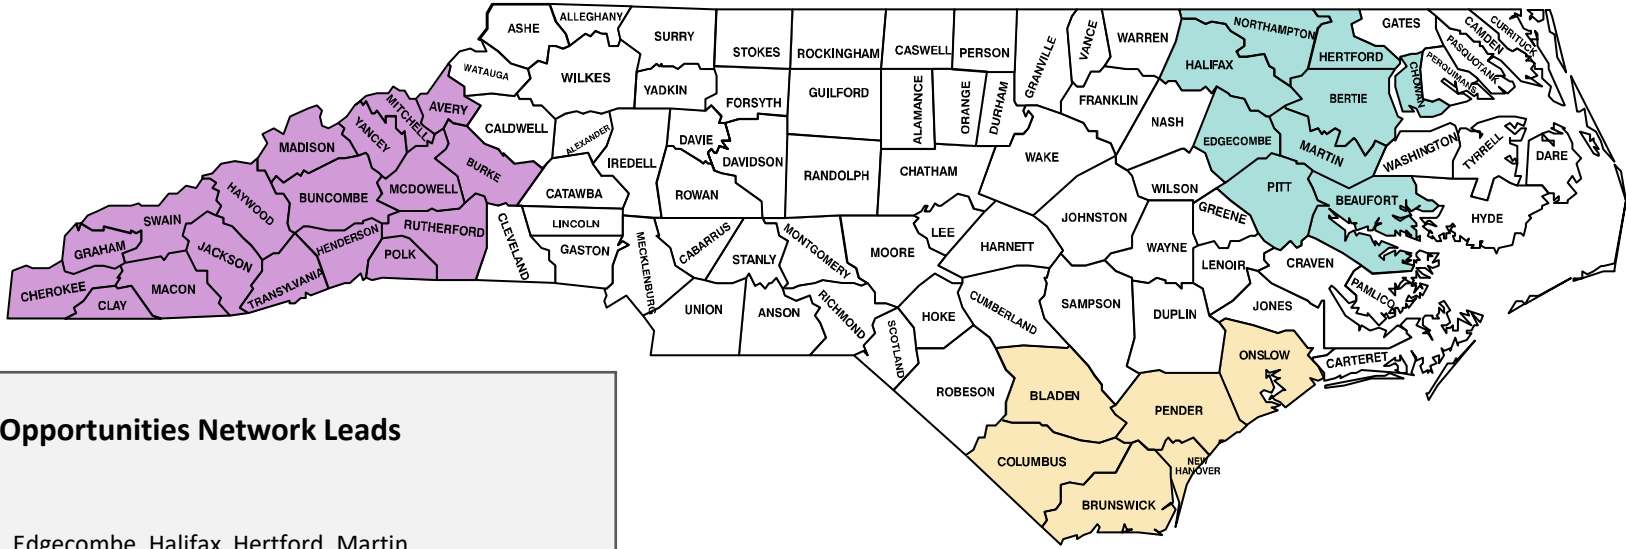 ASHE
ALLEGHANY
SURRY
STOKES
ROCKINGHAM
CASWELL
PERSON
GRANVILLE
VANCE
WARREN
NORTHAMPTON
GATES
CURRITUCK
CAMDEN
PASQUOTANK
PERQUIMANS
CHOWAN
HERTFORD
HALIFAX
BERTIE
WATAUGA
WILKES
YADKIN
FORSYTH
GUILFORD
ALAMANCE
ORANGE
DURHAM
FRANKLIN
NASH
EDGECOMBE
MARTIN
WASHINGTON
TYRRELL
DARE
MITCHELL
AVERY
CALDWELL
ALEXANDER
IREDELL
DAVIE
DAVIDSON
RANDOLPH
CHATHAM
WAKE
WILSON
PITT
BEAUFORT
HYDE
MADISON
YANCEY
BURKE
CATAWBA
ROWAN
HAYWOOD
BUNCOMBE
MCDOWELL
LINCOLN
JOHNSTON
GREENE
SWAIN
GRAHAM
JACKSON
HENDERSON
RUTHERFORD
POLK
CLEVELAND
GASTON
MECKLENBURG
CABARRUS
STANLY
MONTGOMERY
MOORE
LEE
HARNETT
WAYNE
LENOIR
CRAVEN
PAMLICO
CHEROKEE
CLAY
MACON
TRANSYLVANIA
UNION
ANSON
RICHMOND
SCOTLAND
HOKE
CUMBERLAND
SAMPSON
DUPLIN
JONES
CARTERET
ONSLOW
ROBESON
BLADEN
PENDER
COLUMBUS
NEW
HANOVER
BRUNSWICK
Opportunities Network Leads
Edgecombe, Halifax, Hertford, Martin